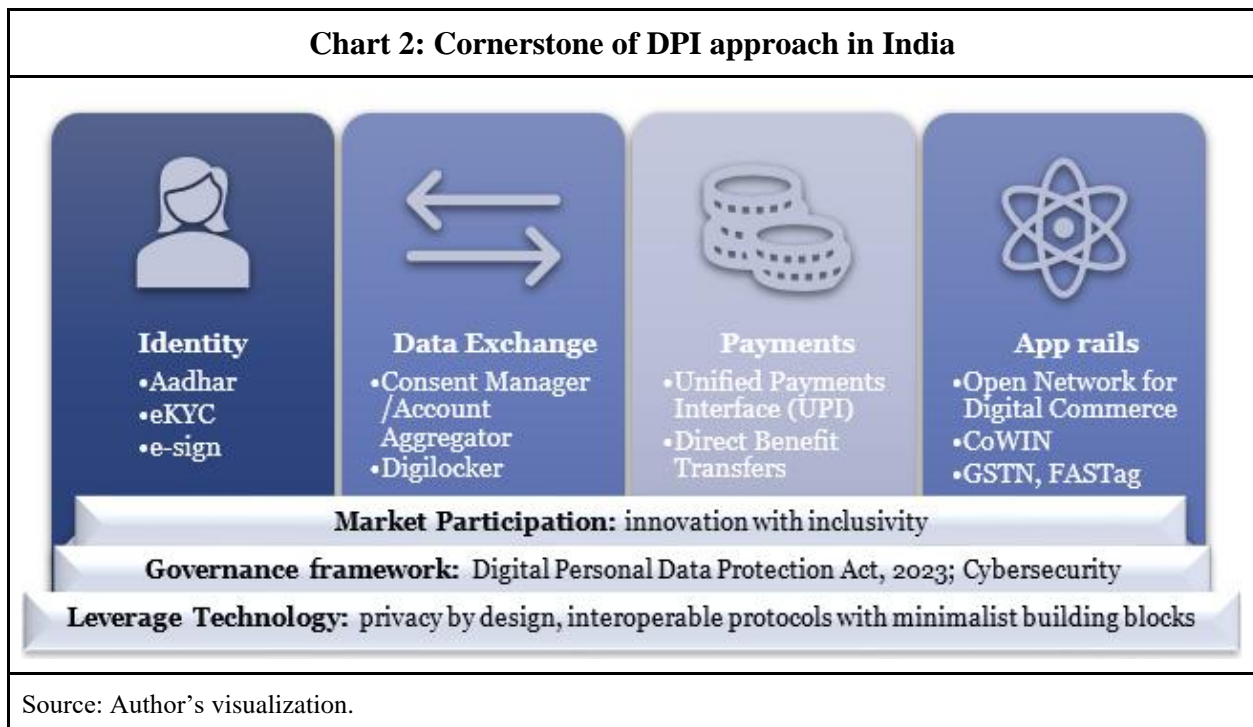 Chart 2: Cornerstone of DPI approach in India
Identity
•Aadhar
•eKYC
•e-sign
Data Exchange
•Consent Manager
/Account
Aggregator
•Digilocker
Payments
•Unified Payments
Interface (UPI)
•Direct Benefit
Transfers
App rails
•Open Network for
Digital Commerce
•CoWIN
•GSTN, FASTag
Market Participation: innovation with inclusivity
Governance framework: Digital Personal Data Protection Act, 2023; Cybersecurity
Leverage Technology: privacy by design, interoperable protocols with minimalist building blocks
Source: Author’s visualization.